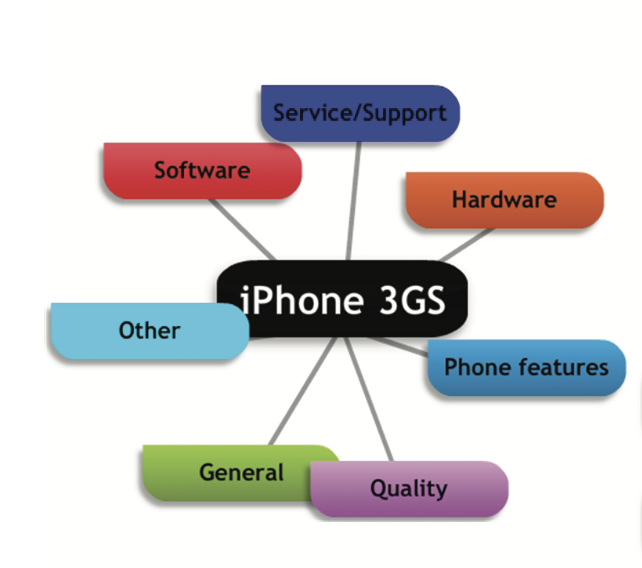 Service/Support
Software
Hardware
iPhone 3GS
Other
Phone features
General
Quality